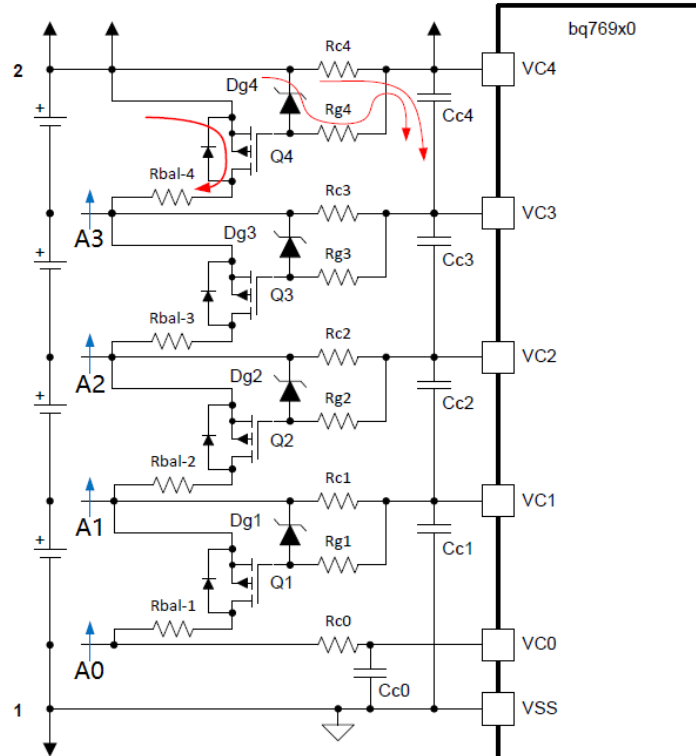 bq769x0
2
Rc4
VC4
Dg4
Rg4
Cc4
Q4
Rbal-4
Rc3
VC3
A3
Dg3
Rg3
Cc3
Q3
Rbal-3
Rc2
VC2
A2
Dg2
Rg2
Cc2
Q2
Rbal-2
Rc1
VC1
A1
Dg1
Rg1
Cc1
Q1
Rbal-1
Rc0
VC0
A0
Cc0
1
VSS
+
+
+
+